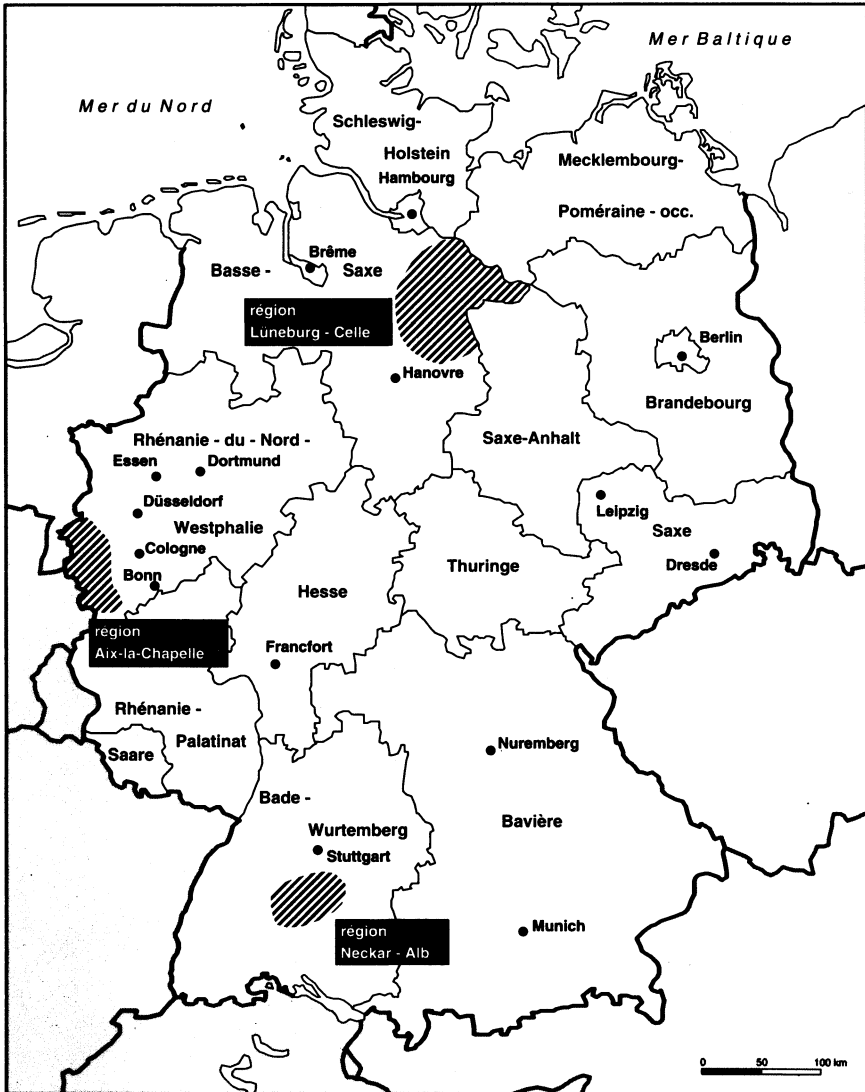 Mer Baltique
Mer du Nord
Schleswig-
Holstein
Hambourg
Mecklembourg-
Poméraine - occ.
Brême
Basse - Saxe
région
Lüneburg - Celle
Berlin
Hanovre
Brandebourg
Rhénanie - du - Nord -
Saxe-Anhalt
Essen
Dortmund
Düsseldorf
Leipzig
Westphalie
Saxe
Cologne
Thuringe
Dresde
Bonn
Hesse
région
Aix-la-Chapelle
Francfort
Rhénanie -
Palatinat
Saare
Nuremberg
Bade -
Wurtemberg
Bavière
Stuttgart
région
Neckar - Alb
Munich
0 50 100 km